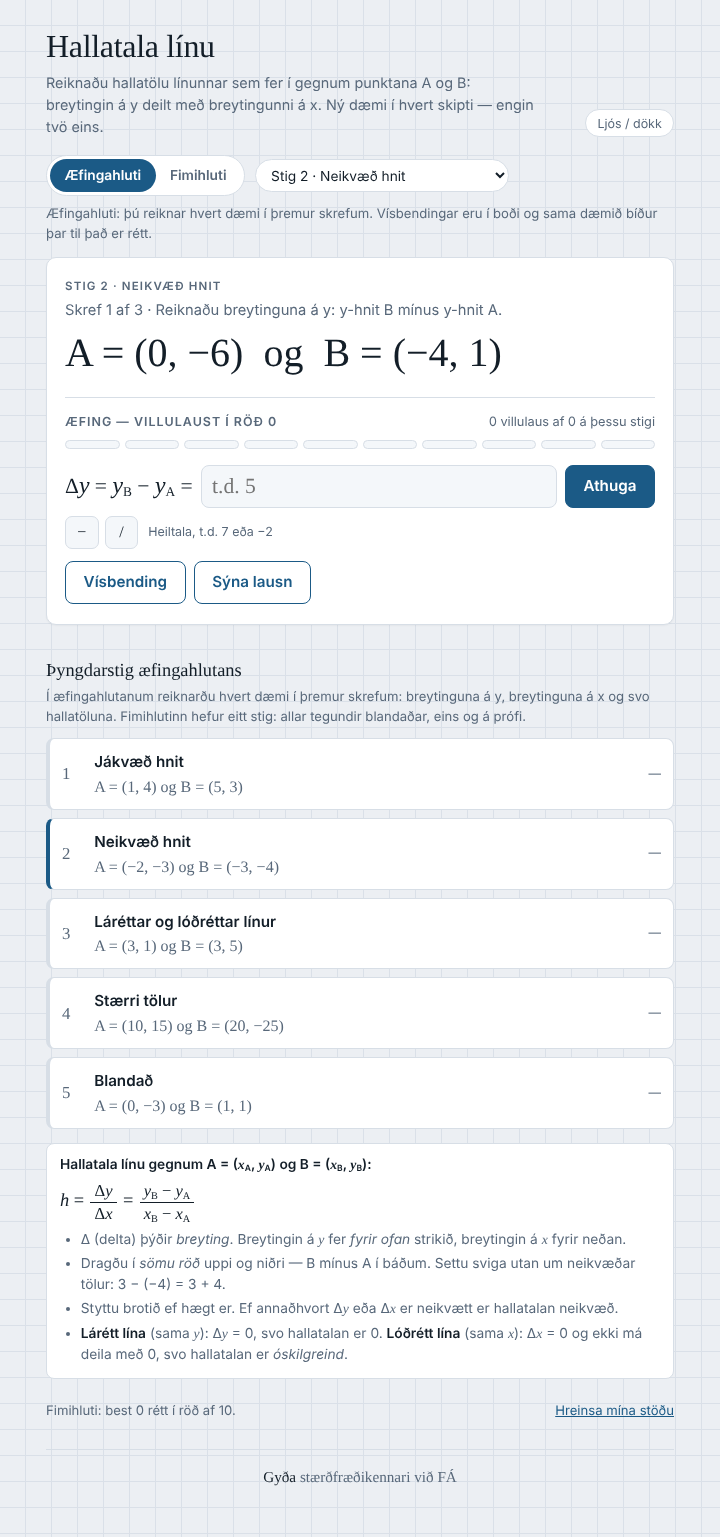 Hallatala línu
Reiknaðu hallatölu línunnar sem fer í gegnum punktana A og B:
breytingin á y deilt með breytingunni á x. Ný dæmi í hvert skipti — engin
tvö eins.
Ljós / dökk
Æfingahluti Fimihluti Stig 2 · Neikvæð hnit
Æfingahluti: þú reiknar hvert dæmi í þremur skrefum. Vísbendingar eru í boði og sama dæmið bíður
þar til það er rétt.
STIG 2 · NEIKVÆÐ HNIT
Skref 1 af 3 · Reiknaðu breytinguna á y: y-hnit B mínus y-hnit A.
A = (0, −6) og B = (−4, 1)
ÆFING — VILLULAUST Í RÖÐ 0 0 villulaus af 0 á þessu stigi
Δy = yB − yA = t.d. 5 Athuga
− / Heiltala, t.d. 7 eða −2
Vísbending Sýna lausn
Þyngdarstig æfingahlutans
Í æfingahlutanum reiknarðu hvert dæmi í þremur skrefum: breytinguna á y, breytinguna á x og svo
hallatöluna. Fimihlutinn hefur eitt stig: allar tegundir blandaðar, eins og á prófi.
1 Jákvæð hnit —
A = (1, 4) og B = (5, 3)
2 Neikvæð hnit —
A = (−2, −3) og B = (−3, −4)
3 Láréttar og lóðréttar línur —
A = (3, 1) og B = (3, 5)
4 Stærri tölur —
A = (10, 15) og B = (20, −25)
5 Blandað —
A = (0, −3) og B = (1, 1)
Hallatala línu gegnum A = (xA, yA) og B = (xB, yB):
h = Δy / Δx = yB − yA / xB − xA
• Δ (delta) þýðir breyting. Breytingin á y fer fyrir ofan strikið, breytingin á x fyrir neðan.
• Dragðu í sömu röð uppi og niðri — B mínus A í báðum. Settu sviga utan um neikvæðar
tölur: 3 − (−4) = 3 + 4.
• Styttu brotið ef hægt er. Ef annaðhvort Δy eða Δx er neikvætt er hallatalan neikvæð.
• Lárétt lína (sama y): Δy = 0, svo hallatalan er 0. Lóðrétt lína (sama x): Δx = 0 og ekki má
deila með 0, svo hallatalan er óskilgreind.
Fimihluti: best 0 rétt í röð af 10. Hreinsa mína stöðu
Gyða stærðfræðikennari við FÁ